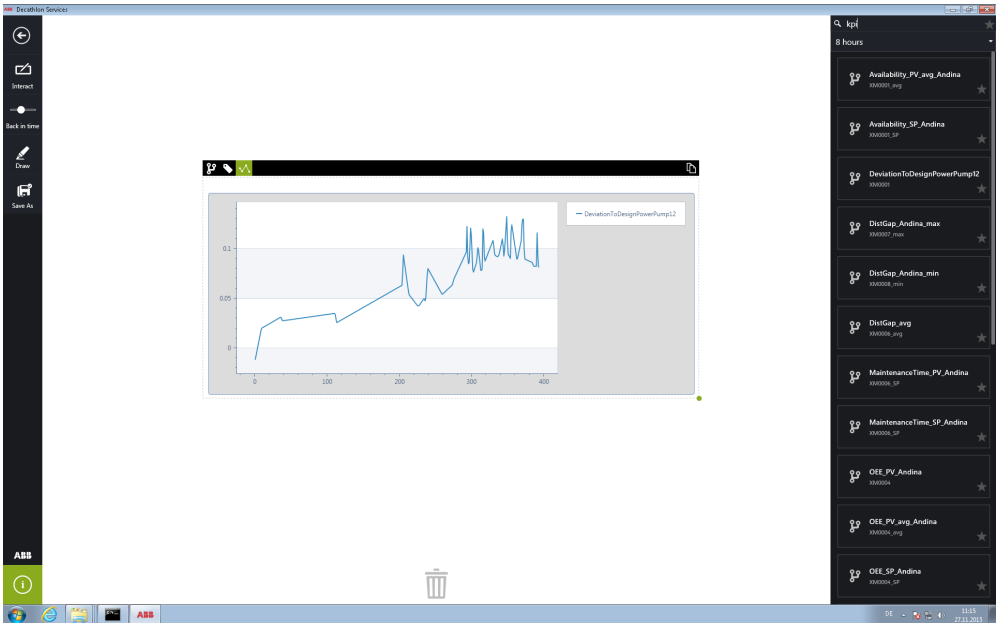 ABB Decathlon Services
Interact
Back in time
Draw
Save As
ABB
DeviationToDesignPowerPump12
0.1
0.05
0
0
100
200
300
400
kpi
8 hours
Availability_PV_avg_Andina
XM0001_avg
Availability_SP_Andina
XM0001_SP
DeviationToDesignPowerPump12
XM0001
DistGap_Andina_max
XM0007_max
DistGap_Andina_min
XM0008_min
DistGap_avg
XM0006_avg
MaintenanceTime_PV_Andina
XM0006_SP
MaintenanceTime_SP_Andina
XM0006_SP
OEE_PV_Andina
XM0004
OEE_PV_avg_Andina
XM0004_avg
OEE_SP_Andina
XM0004_SP
ABB
DE
11:15
27.11.2015